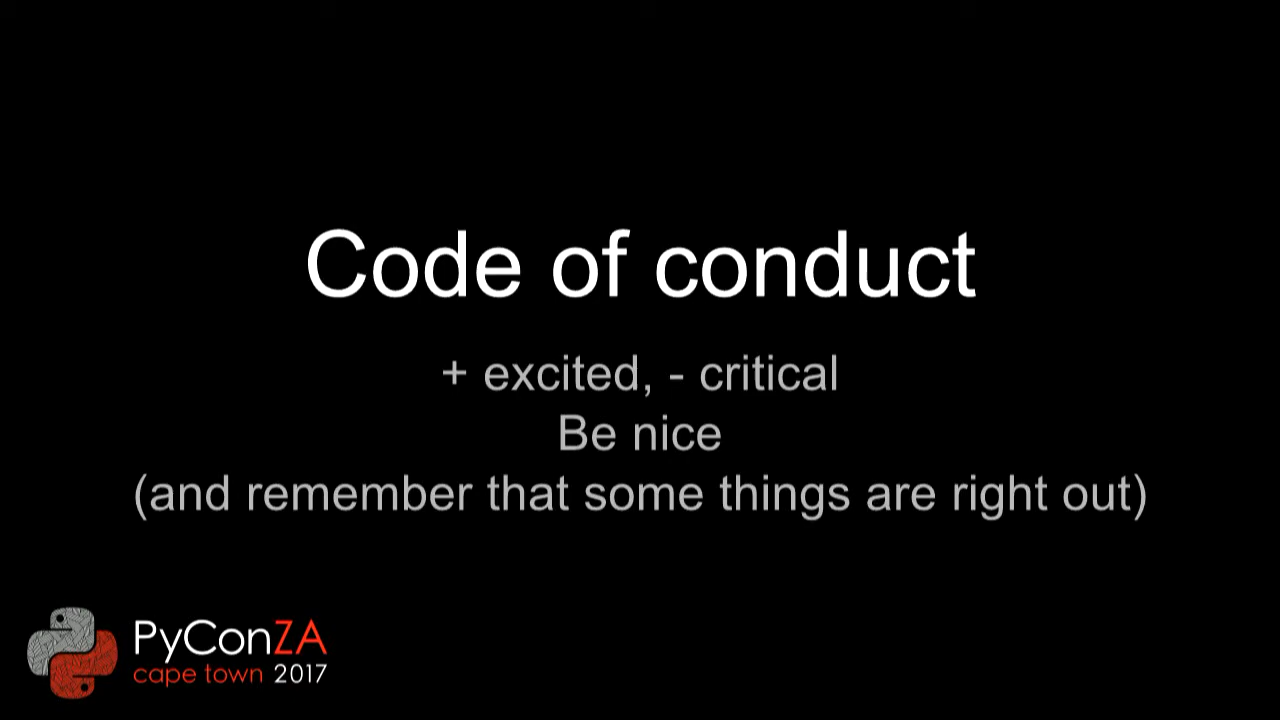 Code of conduct
+ excited, - critical
Be nice
(and remember that some things are right out)
PyConZA
cape town 2017